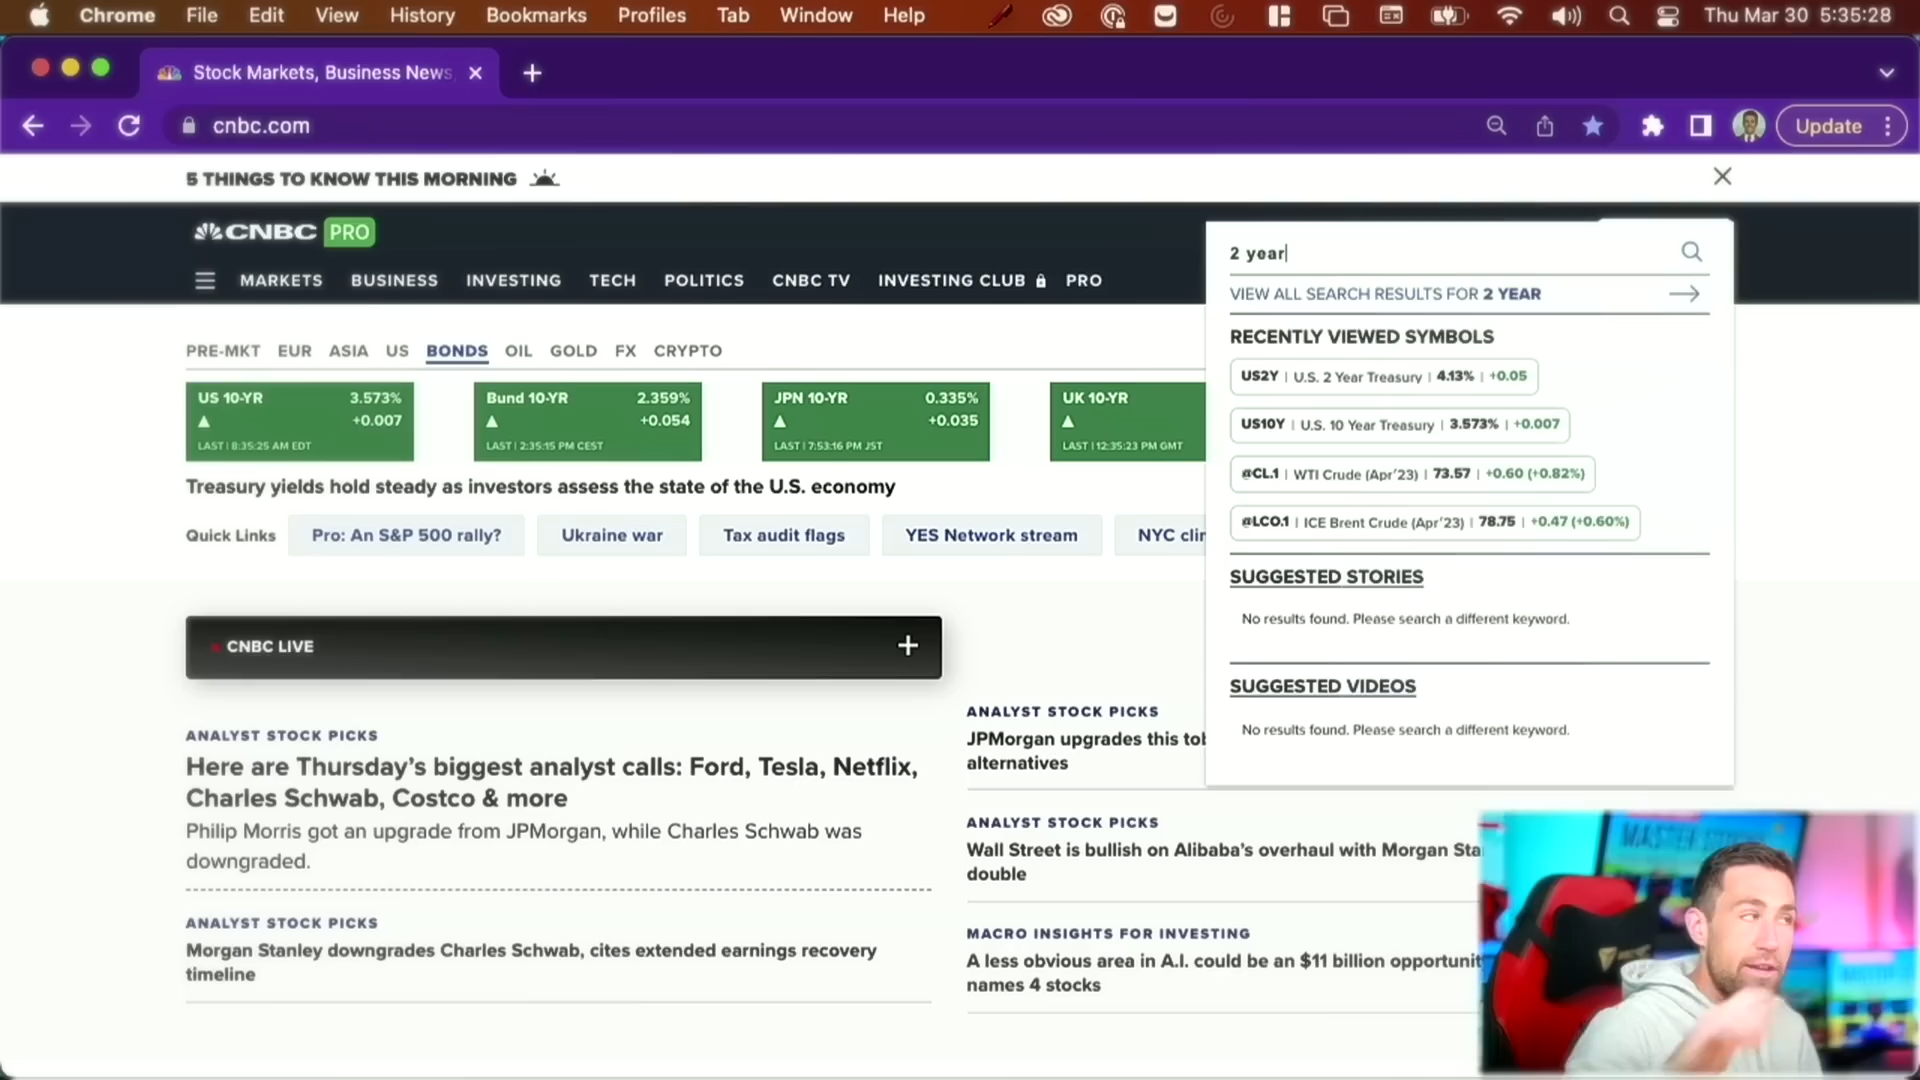 Chrome File Edit View History Bookmarks Profiles Tab Window Help Thu Mar 30 5:35:28
Stock Markets, Business News,
cnbc.com
Update
5 THINGS TO KNOW THIS MORNING
CNBC PRO
MARKETS BUSINESS INVESTING TECH POLITICS CNBC TV INVESTING CLUB PRO
2 year
VIEW ALL SEARCH RESULTS FOR 2 YEAR
RECENTLY VIEWED SYMBOLS
US2Y | U.S. 2 Year Treasury | 4.13% | +0.05
US10Y | U.S. 10 Year Treasury | 3.573% | +0.007
@CL.1 | WTI Crude (Apr'23) | 73.57 | +0.60 (+0.82%)
@LCO.1 | ICE Brent Crude (Apr'23) | 78.75 | +0.47 (+0.60%)
SUGGESTED STORIES
No results found. Please search a different keyword.
SUGGESTED VIDEOS
No results found. Please search a different keyword.
PRE-MKT EUR ASIA US BONDS OIL GOLD FX CRYPTO
US 10-YR 3.573%
▲ +0.007
LAST | 8:35:25 AM EDT
Bund 10-YR 2.359%
▲ +0.054
LAST | 2:35:15 PM CEST
JPN 10-YR 0.335%
▲ +0.035
LAST | 7:53:16 PM JST
UK 10-YR
▲
LAST | 12:35:23 PM GMT
Treasury yields hold steady as investors assess the state of the U.S. economy
Quick Links Pro: An S&P 500 rally? Ukraine war Tax audit flags YES Network stream NYC
CNBC LIVE
ANALYST STOCK PICKS
Here are Thursday's biggest analyst calls: Ford, Tesla, Netflix,
Charles Schwab, Costco & more
Philip Morris got an upgrade from JPMorgan, while Charles Schwab was
downgraded.
ANALYST STOCK PICKS
Morgan Stanley downgrades Charles Schwab, cites extended earnings recovery
timeline
ANALYST STOCK PICKS
JPMorgan upgrades this
alternatives
ANALYST STOCK PICKS
Wall Street is bullish on Alibaba's overhaul with Morgan
double
MACRO INSIGHTS FOR INVESTING
A less obvious area in A.I. could be an $11 billion
names 4 stocks